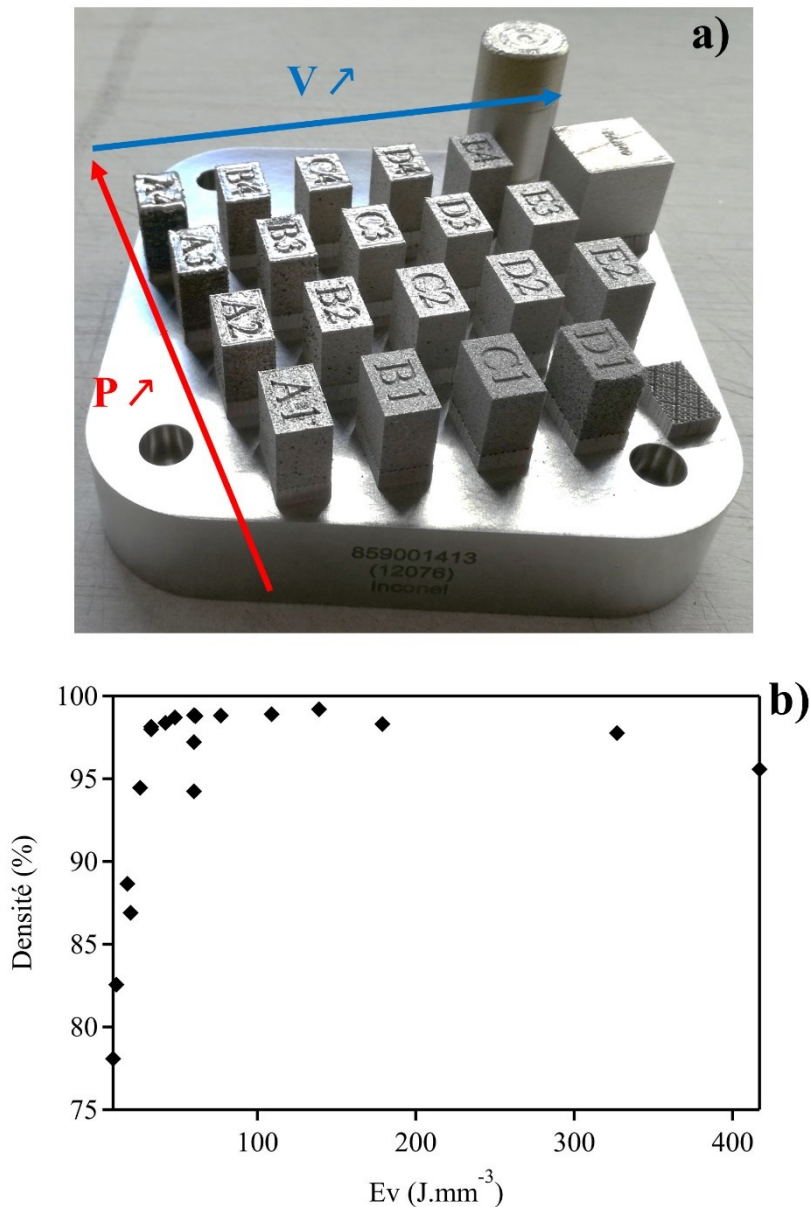 a)
V ↗
P ↗
A4 B4 C4 D4 E4
A3 B3 C3 D3 E3
A2 B2 C2 D2 E2
A1 B1 C1 D1
859001413
(12076)
Inconel
b)
100
95
90
85
80
75
Densité (%)
100 200 300 400
Ev (J.mm⁻³)